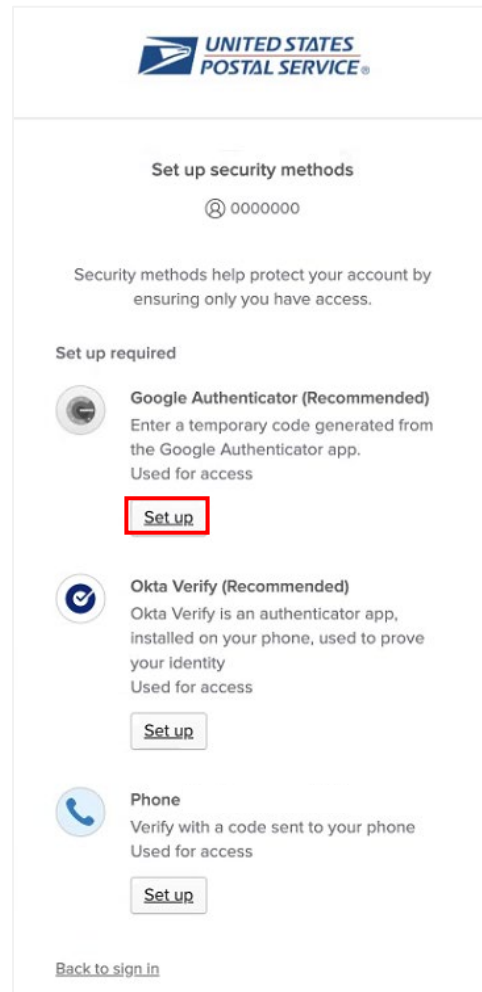 UNITED STATES
POSTAL SERVICE®
Set up security methods
0000000
Security methods help protect your account by
ensuring only you have access.
Set up required
Google Authenticator (Recommended)
Enter a temporary code generated from
the Google Authenticator app.
Used for access
Set up
Okta Verify (Recommended)
Okta Verify is an authenticator app,
installed on your phone, used to prove
your identity
Used for access
Set up
Phone
Verify with a code sent to your phone
Used for access
Set up
Back to sign in